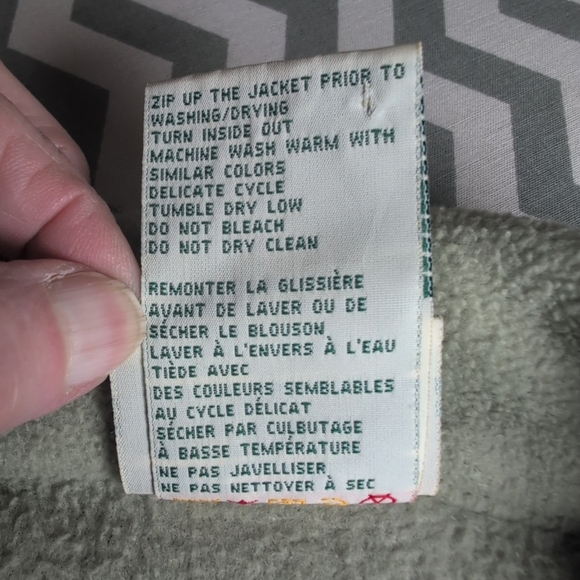 ZIP UP THE JACKET PRIOR TO
WASHING/DRYING
TURN INSIDE OUT
MACHINE WASH WARM WITH
SIMILAR COLORS
DELICATE CYCLE
TUMBLE DRY LOW
DO NOT BLEACH
DO NOT DRY CLEAN
REMONTER LA GLISSIÈRE
AVANT DE LAVER OU DE
SÉCHER LE BLOUSON
LAVER À L'ENVERS À L'EAU
TIÈDE AVEC
DES COULEURS SEMBLABLES
AU CYCLE DÉLICAT
SÉCHER PAR CULBUTAGE
À BASSE TEMPÉRATURE
NE PAS JAVELLISER
NE PAS NETTOYER À SEC